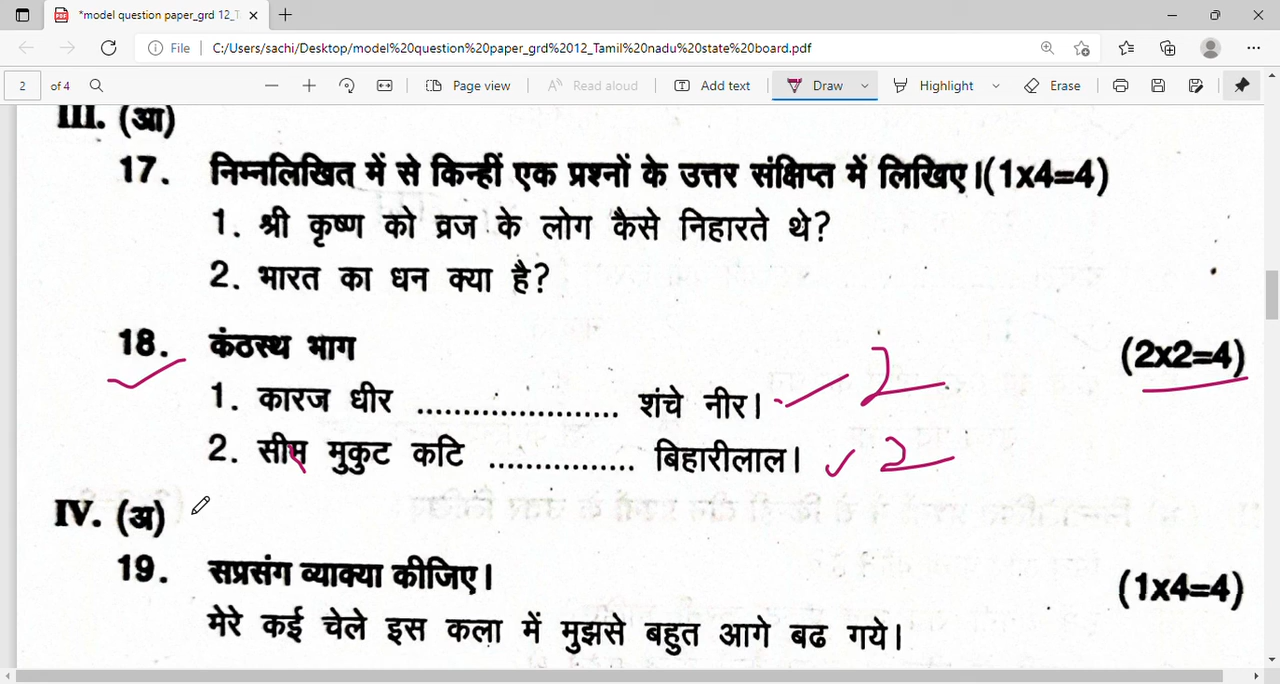 *model question paper_grd 12_T
File C:/Users/sachi/Desktop/model%20question%20paper_grd%2012_Tamil%20nadu%20state%20board.pdf
2 of 4 Page view Read aloud Add text Draw Highlight Erase
III. (आ)
17. निम्नलिखित में से किन्हीं एक प्रश्नों के उत्तर संक्षिप्त में लिखिए।(1x4=4)
1. श्री कृष्ण को व्रज के लोग कैसे निहारते थे?
2. भारत का धन क्या है?
18. कंठस्थ भाग (2x2=4)
1. कारज धीर ...................... शंचे नीर। 2
2. सीम मुकुट कटि ................ बिहारीलाल। 2
IV. (अ)
19. सप्रसंग व्याक्या कीजिए। (1x4=4)
मेरे कई चेले इस कला में मुझसे बहुत आगे बढ गये।